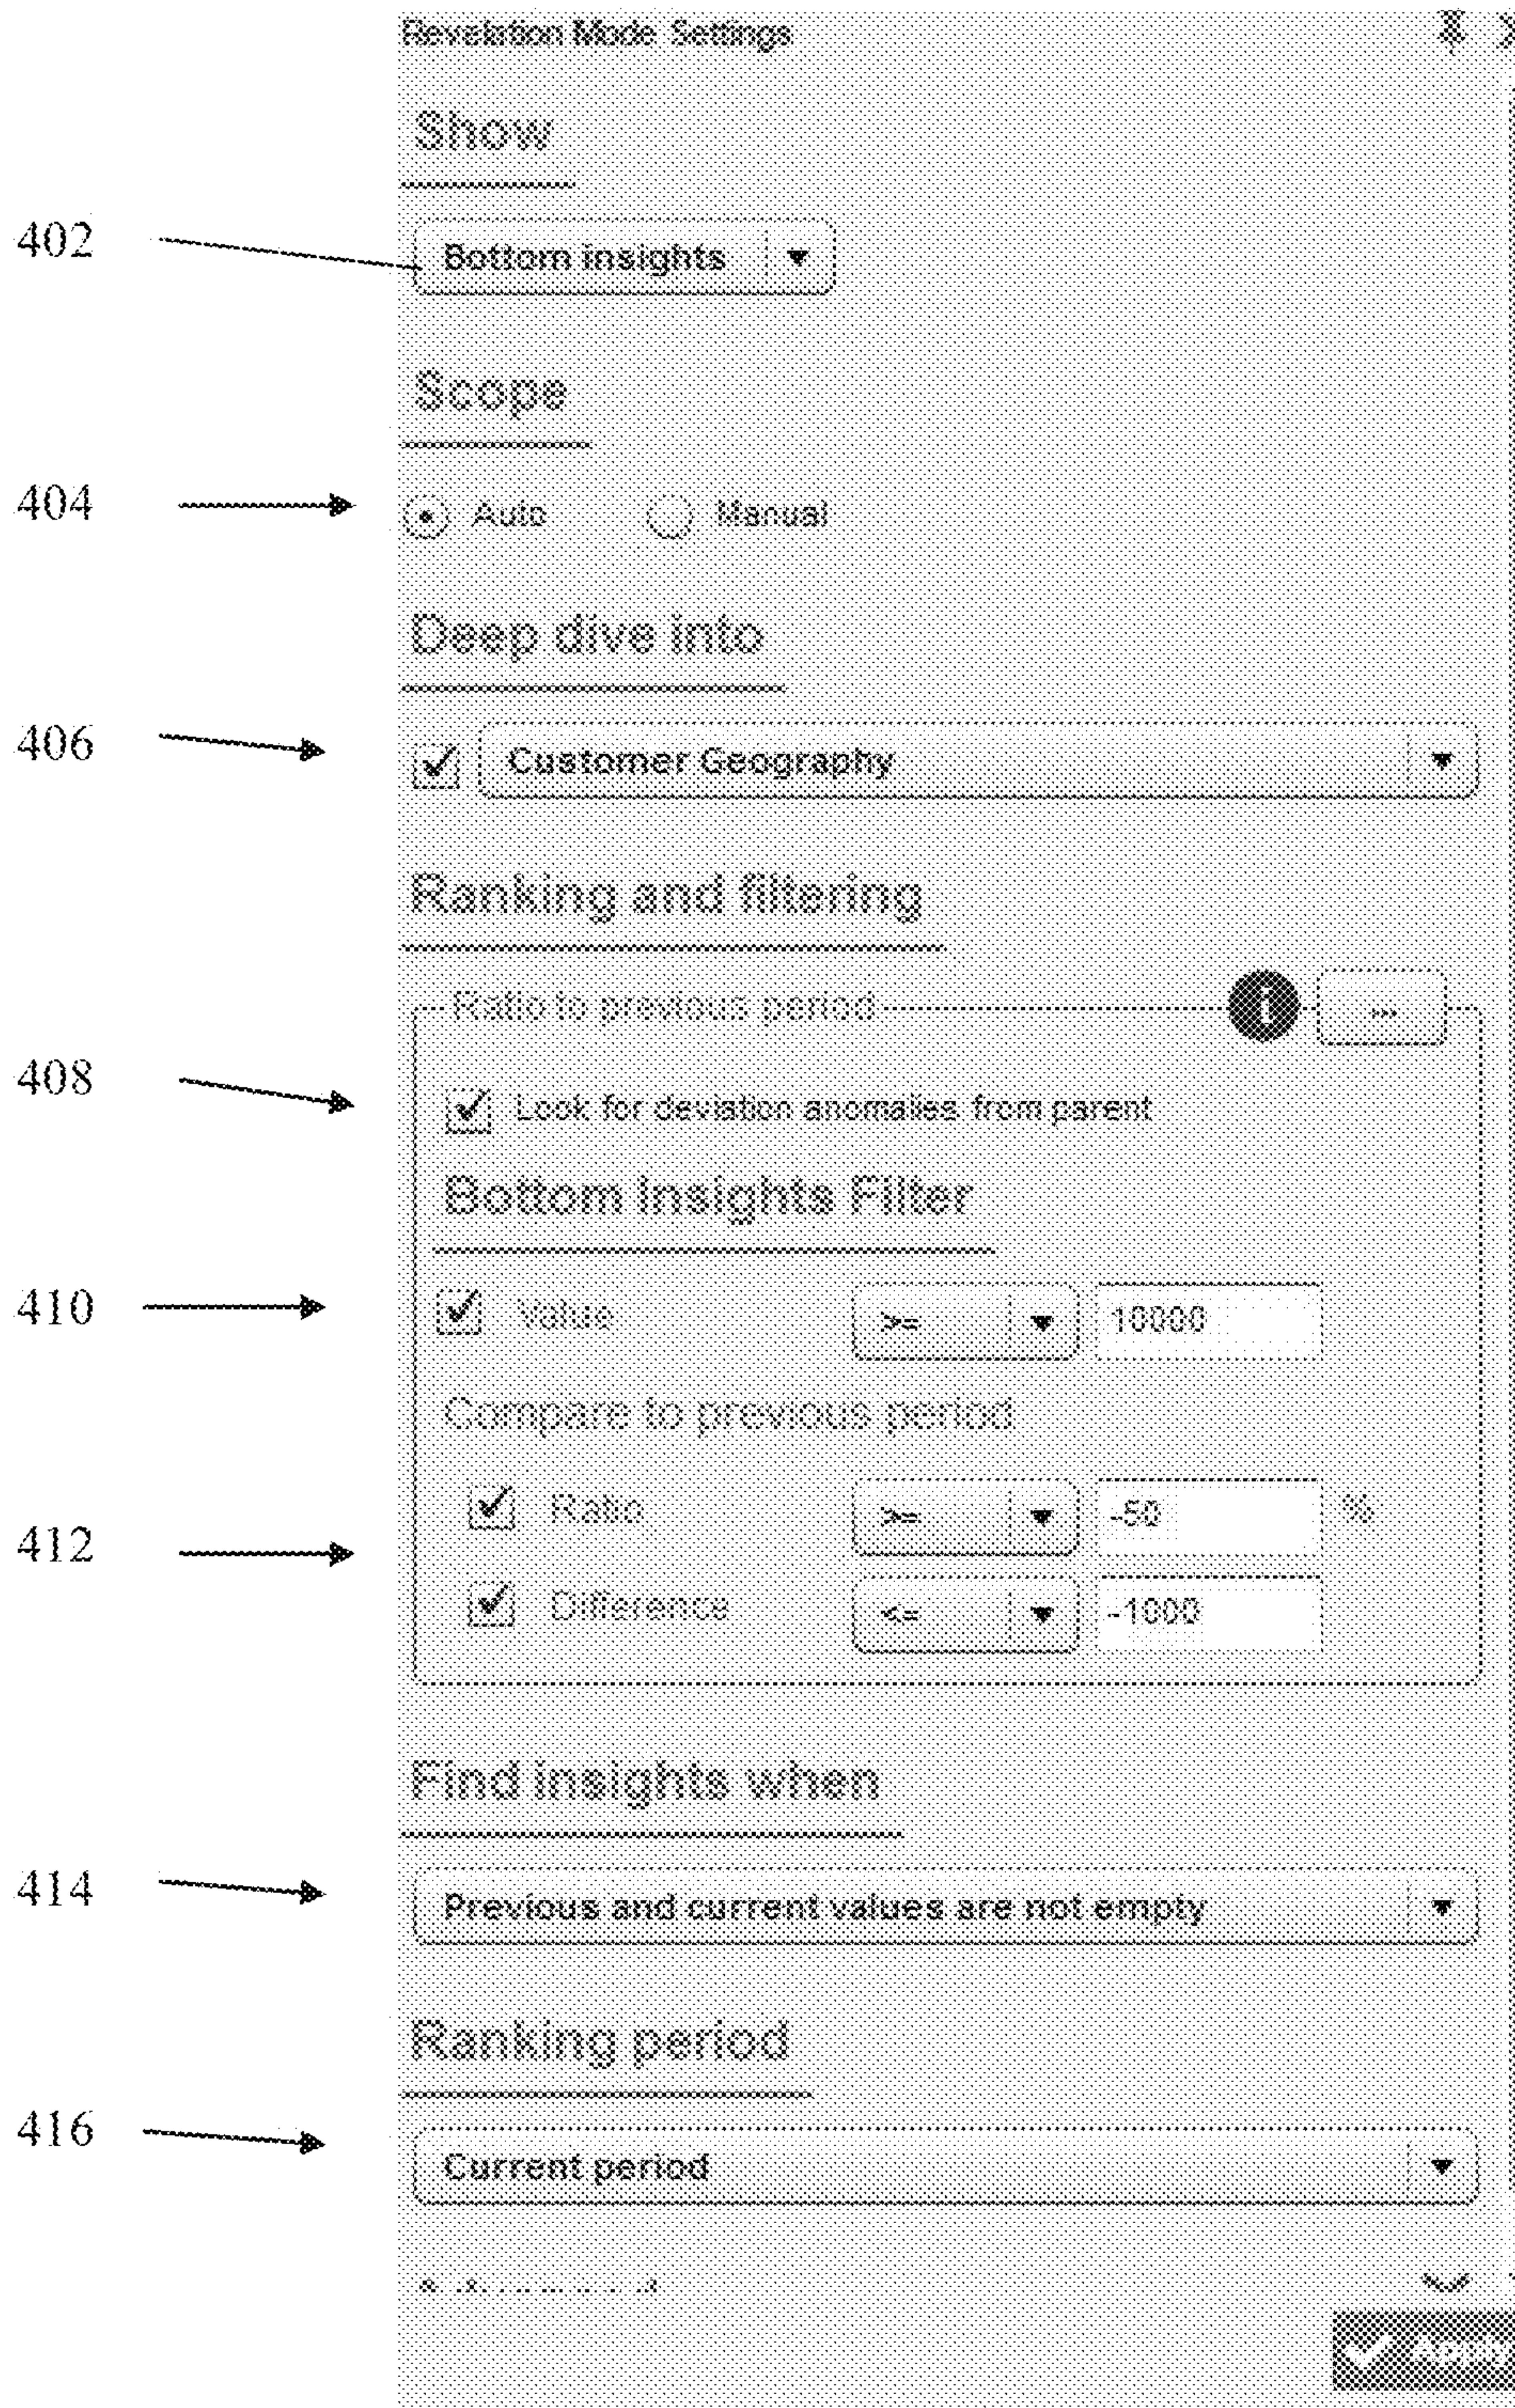 Revelation Mode Settings
Show
402
Bottom insights
Scope
404
Auto Manual
Deep dive into
406
Customer Geography
Ranking and filtering
Ratio to previous period i ...
408
Look for deviation anomalies from parent
Bottom Insights Filter
410
Value >= 10000
Compare to previous period
Ratio >= -50 %
412
Difference <= -1000
Find insights when
414
Previous and current values are not empty
Ranking period
416
Current period
Apply